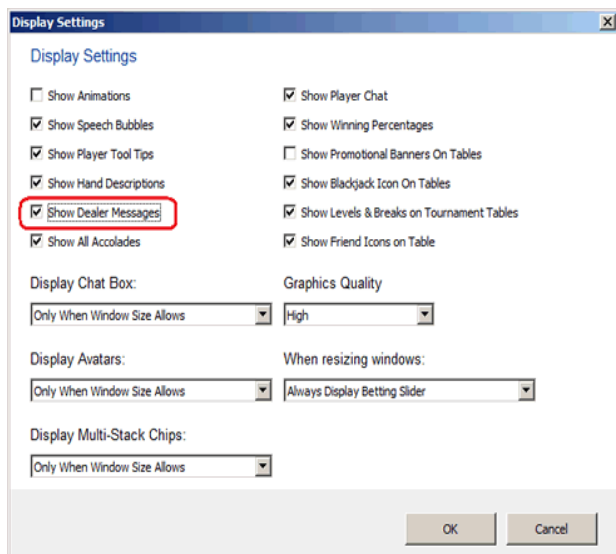 Display Settings
Display Settings
Show Animations
Show Player Chat
Show Speech Bubbles
Show Winning Percentages
Show Player Tool Tips
Show Promotional Banners On Tables
Show Hand Descriptions
Show Blackjack Icon On Tables
Show Dealer Messages
Show Levels & Breaks on Tournament Tables
Show All Accolades
Show Friend Icons on Table
Display Chat Box:
Graphics Quality
Only When Window Size Allows
High
Display Avatars:
When resizing windows:
Only When Window Size Allows
Always Display Betting Slider
Display Multi-Stack Chips:
Only When Window Size Allows
OK
Cancel